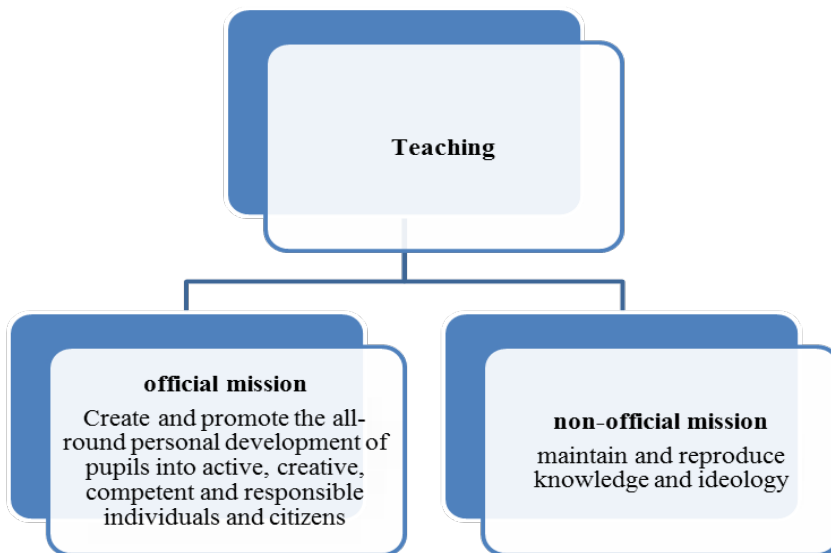 Teaching
official mission
Create and promote the all-
round personal development of
pupils into active, creative,
competent and responsible
individuals and citizens
non-official mission
maintain and reproduce
knowledge and ideology